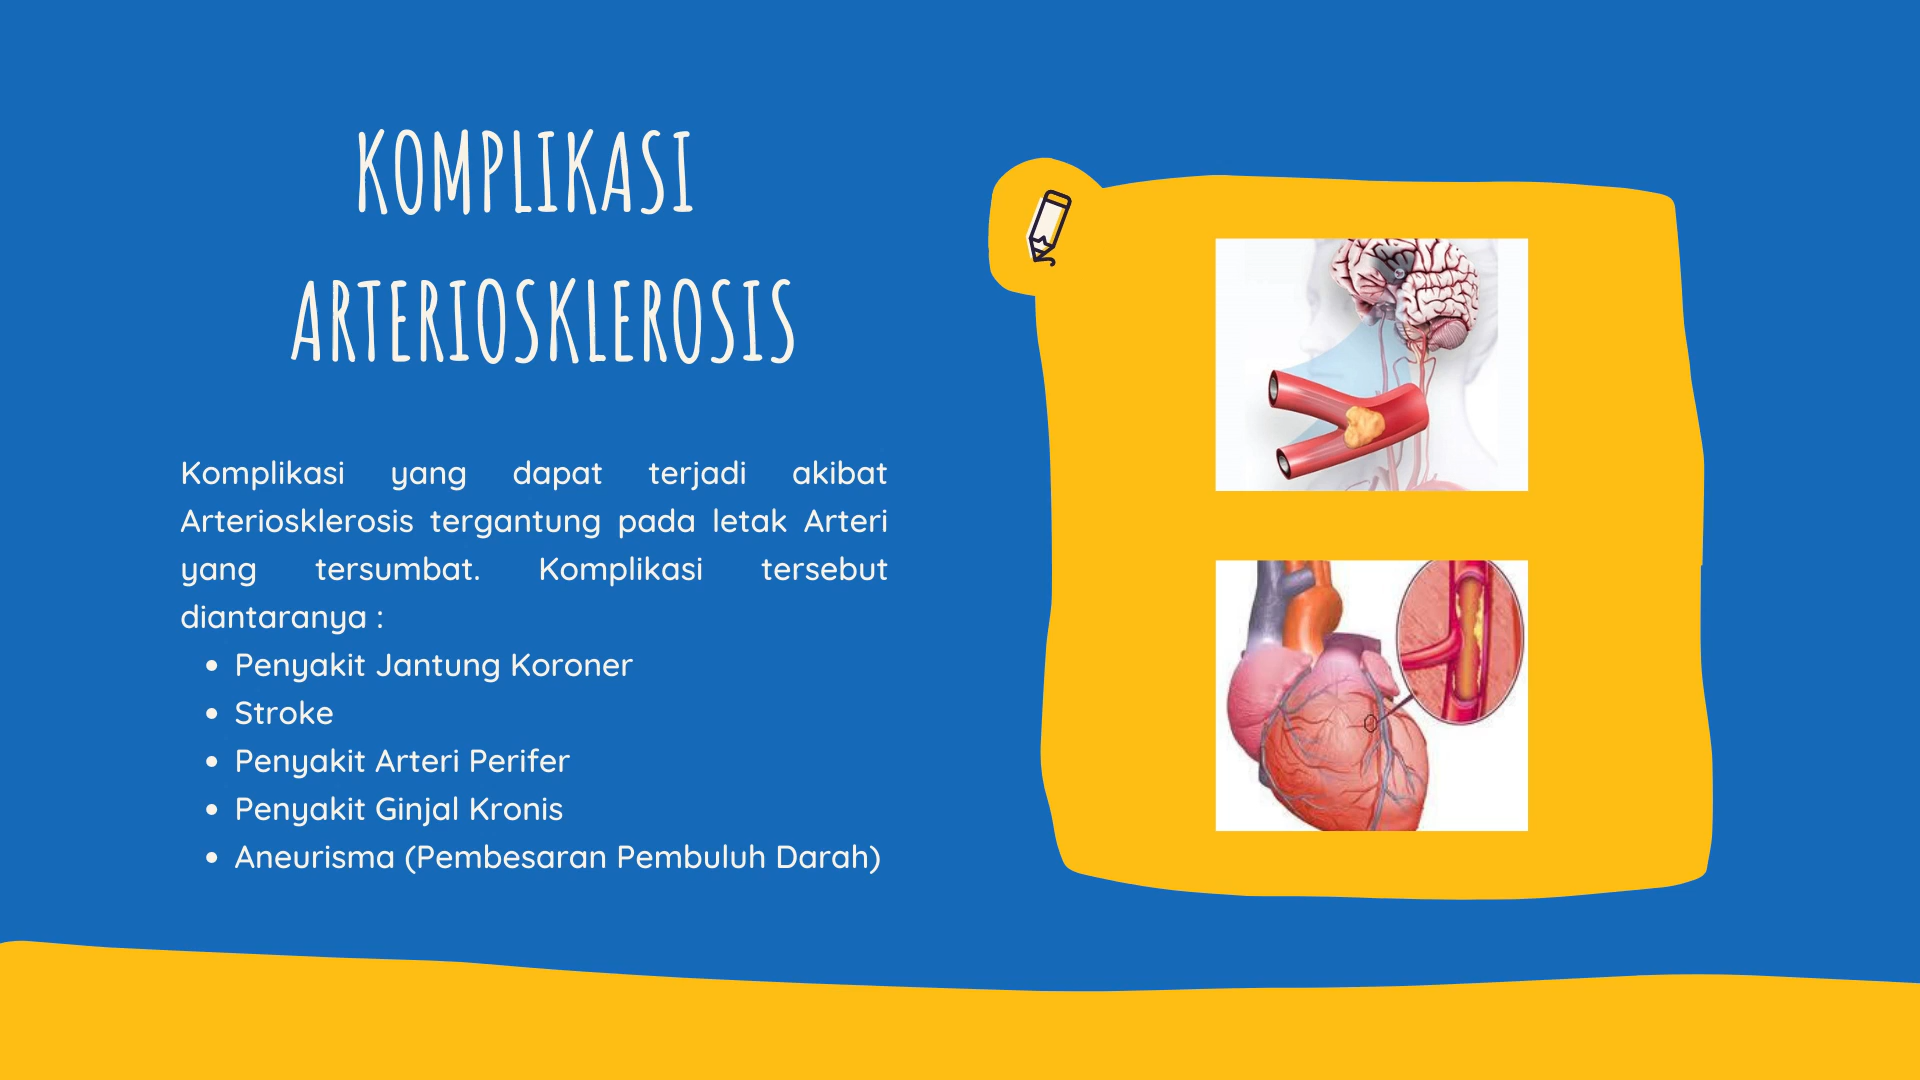 KOMPLIKASI
ARTERIOSKLEROSIS
Komplikasi yang dapat terjadi akibat
Arteriosklerosis tergantung pada letak Arteri
yang tersumbat. Komplikasi tersebut
diantaranya :
• Penyakit Jantung Koroner
• Stroke
• Penyakit Arteri Perifer
• Penyakit Ginjal Kronis
• Aneurisma (Pembesaran Pembuluh Darah)